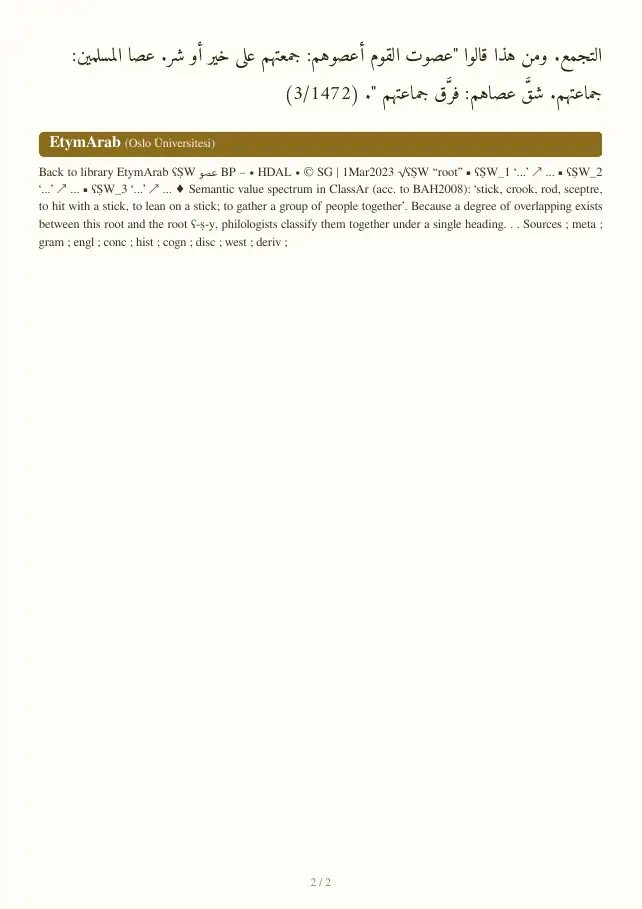 التجمع. ومن هذا قالوا "عصوت القوم أعصوهم: جمعتهم على خير أو شر. عصا المسلمين:
جماعتهم. شقَّ عصاهم: فرَّق جماعتهم ". (3/1472)
EtymArab (Oslo Üniversitesi)
Back to library EtymArab ʕṢW عصو BP – • HDAL • © SG | 1Mar2023 √ʕṢW “root” ▪ ʕṢW_1 ‘...’ ↗ ... ▪ ʕṢW_2
‘...’ ↗ ... ▪ ʕṢW_3 ‘...’ ↗ ... ♦ Semantic value spectrum in ClassAr (acc. to BAH2008): ‘stick, crook, rod, sceptre,
to hit with a stick, to lean on a stick; to gather a group of people together’. Because a degree of overlapping exists
between this root and the root ʕ-ṣ-y, philologists classify them together under a single heading. . . Sources ; meta ;
gram ; engl ; conc ; hist ; cogn ; disc ; west ; deriv ;
2 / 2